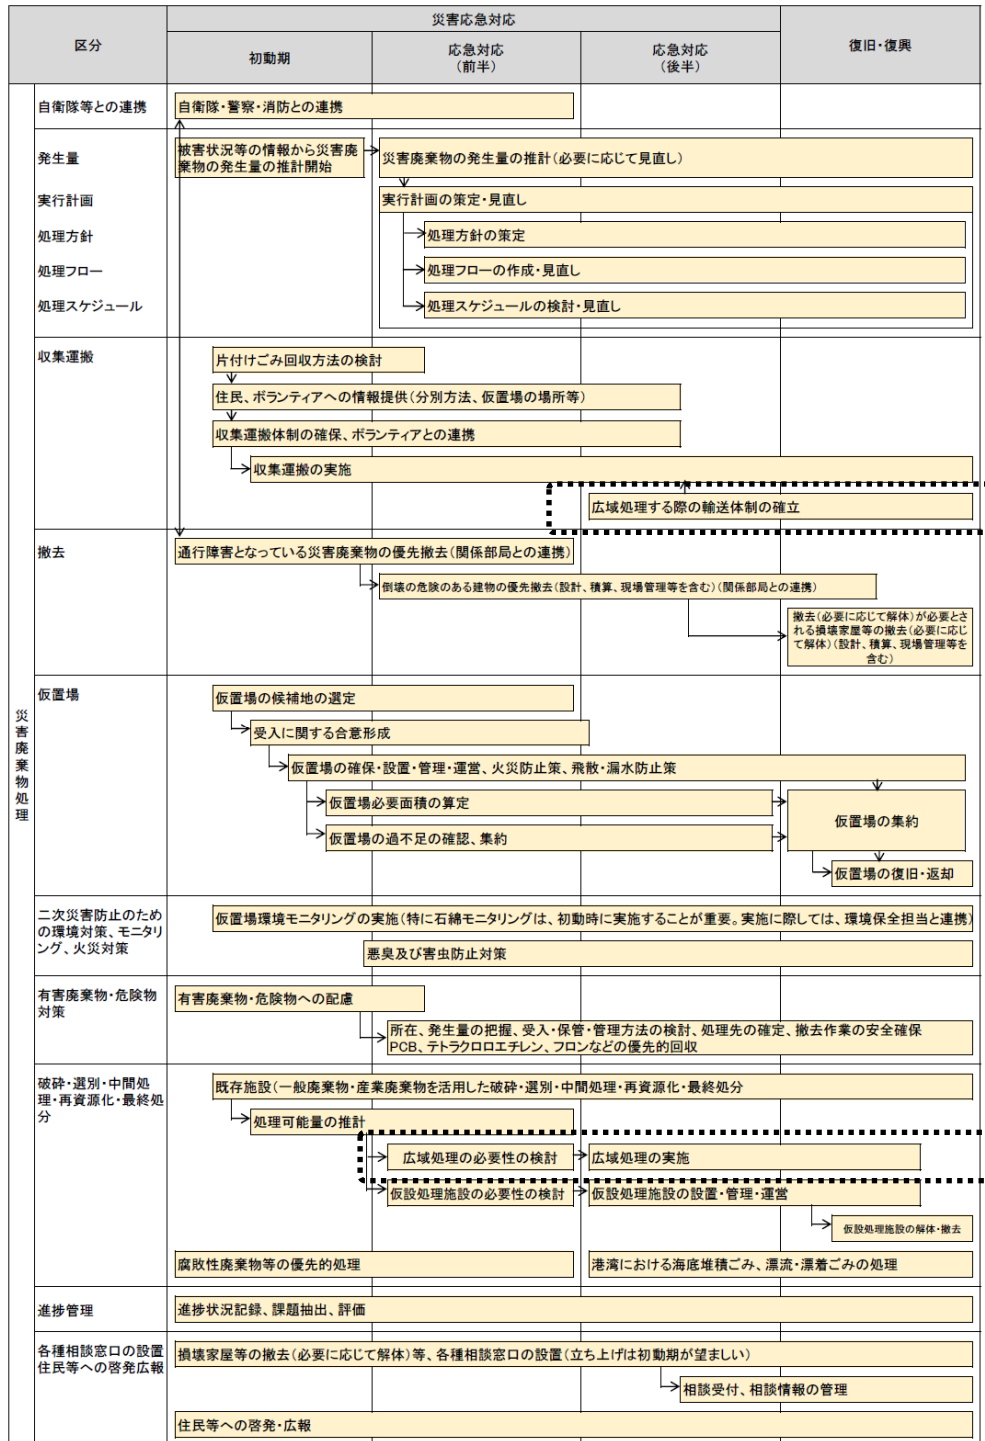 区分
災害応急対応
初動期
応急対応
(前半)
応急対応
(後半)
復旧・復興
災害廃棄物処理
自衛隊等との連携
自衛隊・警察・消防との連携
発生量
被害状況等の情報から災害廃
棄物の発生量の推計開始
災害廃棄物の発生量の推計(必要に応じて見直し)
実行計画
実行計画の策定・見直し
処理方針
処理方針の策定
処理フロー
処理フローの作成・見直し
処理スケジュール
処理スケジュールの検討・見直し
収集運搬
片付けごみ回収方法の検討
住民、ボランティアへの情報提供(分別方法、仮置場の場所等)
収集運搬体制の確保、ボランティアとの連携
収集運搬の実施
広域処理する際の輸送体制の確立
撤去
通行障害となっている災害廃棄物の優先撤去(関係部局との連携)
倒壊の危険のある建物の優先撤去(設計、積算、現場管理等を含む)(関係部局との連携)
撤去(必要に応じて解体)が必要とさ
れる損壊家屋等の撤去(必要に応じ
て解体)(設計、積算、現場管理等を
含む)
仮置場
仮置場の候補地の選定
受入に関する合意形成
仮置場の確保・設置・管理・運営、火災防止策、飛散・漏水防止策
仮置場必要面積の算定
仮置場の過不足の確認、集約
仮置場の集約
仮置場の復旧・返却
二次災害防止のため
の環境対策、モニタリ
ング、火災対策
仮置場環境モニタリングの実施(特に石綿モニタリングは、初動時に実施することが重要。実施に際しては、環境保全担当と連携)
悪臭及び害虫防止対策
有害廃棄物・危険物
対策
有害廃棄物・危険物への配慮
所在、発生量の把握、受入・保管・管理方法の検討、処理先の確定、撤去作業の安全確保
PCB、テトラクロロエチレン、フロンなどの優先的回収
破砕・選別・中間処
理・再資源化・最終処
分
既存施設(一般廃棄物・産業廃棄物を活用した破砕・選別・中間処理・再資源化・最終処分
処理可能量の推計
広域処理の必要性の検討
広域処理の実施
仮設処理施設の必要性の検討
仮設処理施設の設置・管理・運営
仮設処理施設の解体・撤去
腐敗性廃棄物等の優先的処理
港湾における海底堆積ごみ、漂流・漂着ごみの処理
進捗管理
進捗状況記録、課題抽出、評価
各種相談窓口の設置
住民等への啓発広報
損壊家屋等の撤去(必要に応じて解体)等、各種相談窓口の設置(立ち上げは初動期が望ましい)
相談受付、相談情報の管理
住民等への啓発・広報